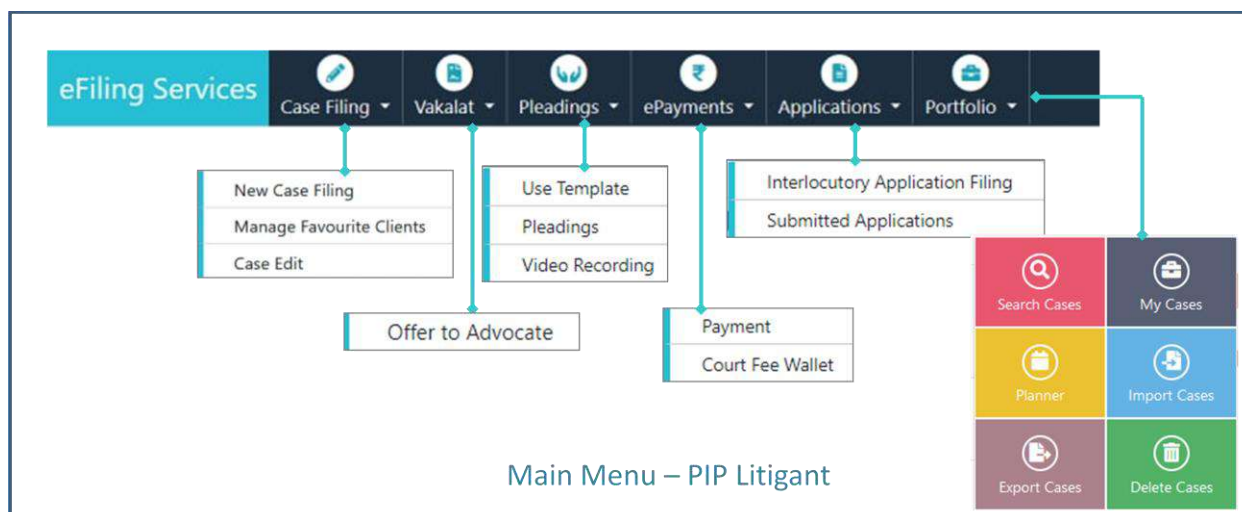 eFiling Services
Case Filing
Vakalat
Pleadings
ePayments
Applications
Portfolio
New Case Filing
Manage Favourite Clients
Case Edit
Offer to Advocate
Use Template
Pleadings
Video Recording
Payment
Court Fee Wallet
Interlocutory Application Filing
Submitted Applications
Search Cases
My Cases
Planner
Import Cases
Export Cases
Delete Cases
Main Menu – PIP Litigant